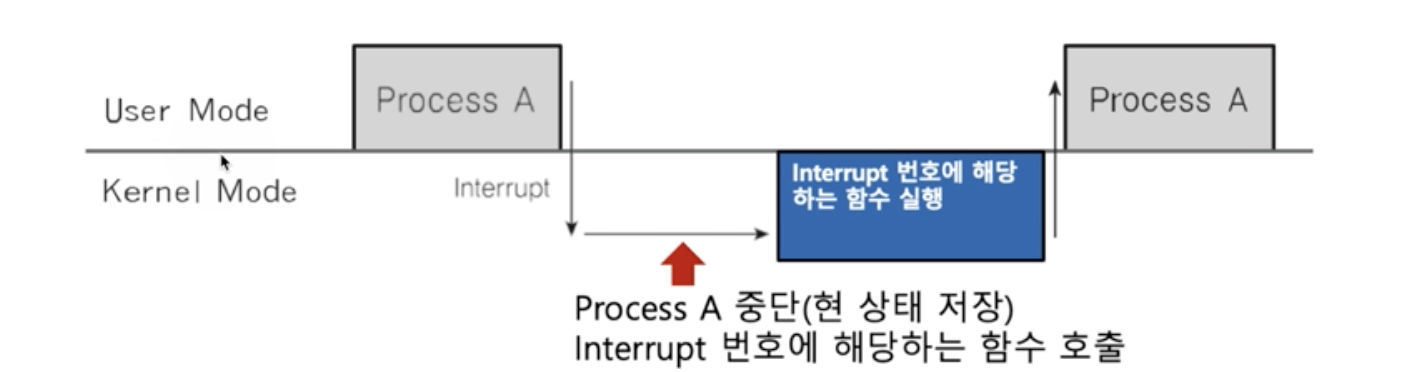 User Mode
Process A
Process A
Kernel Mode
Interrupt
Interrupt 번호에 해당
하는 함수 실행
Process A 중단(현 상태 저장)
Interrupt 번호에 해당하는 함수 호출